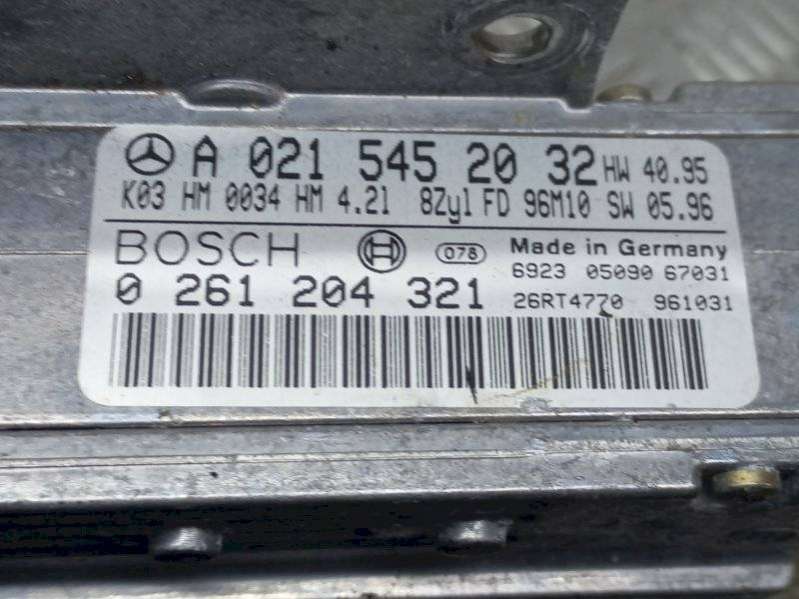 A 021 545 20 32 HW 40.95
K03 HM 0034 HM 4.2l 8Zyl FD 96M10 SW 05.96
BOSCH 078 Made in Germany
6923 05090 67031
0 261 204 321 26RT4770 961031